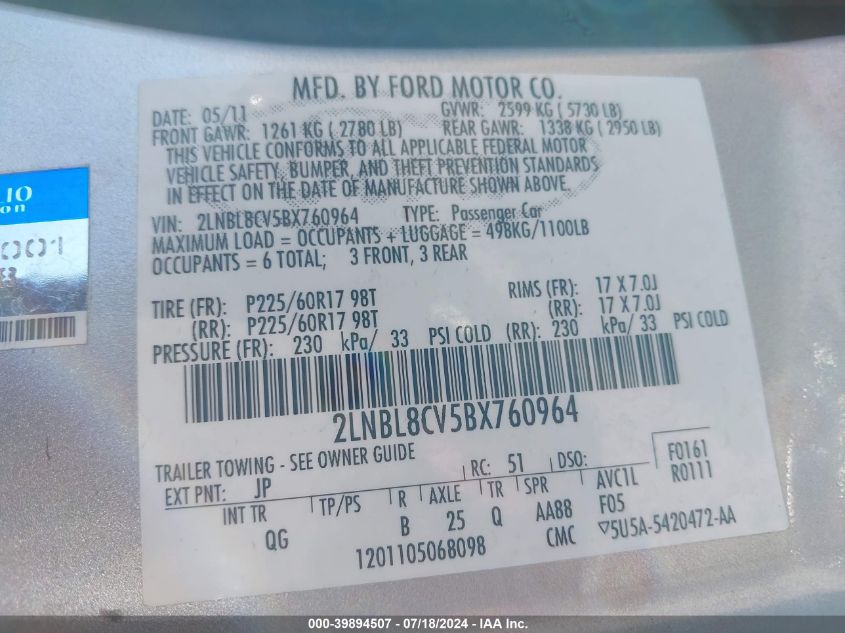 MFD. BY FORD MOTOR CO.
DATE: 05/11 GVWR: 2599 KG ( 5730 LB)
FRONT GAWR: 1261 KG ( 2780 LB) REAR GAWR: 1338 KG ( 2950 LB)
THIS VEHICLE CONFORMS TO ALL APPLICABLE FEDERAL MOTOR
VEHICLE SAFETY, BUMPER, AND THEFT PREVENTION STANDARDS
IN EFFECT ON THE DATE OF MANUFACTURE SHOWN ABOVE.
VIN: 2LNBL8CV5BX760964 TYPE: Passenger Car
MAXIMUM LOAD = OCCUPANTS + LUGGAGE = 498KG/1100LB
OCCUPANTS = 6 TOTAL; 3 FRONT, 3 REAR
TIRE (FR): P225/60R17 98T RIMS (FR): 17 X 7.0J
(RR): P225/60R17 98T (RR): 17 X 7.0J
PRESSURE (FR): 230 kPa/ 33 PSI COLD (RR): 230 kPa/ 33 PSI COLD
2LNBL8CV5BX760964
TRAILER TOWING - SEE OWNER GUIDE
EXT PNT: JP RC: 51 DSO: F0161
R0111
INT TR TP/PS R AXLE TR SPR AVC1L
QG B 25 Q AA88 F05
1201105068098 CMC ▽5U5A-5420472-AA
LIO
on
001
000-39894507 - 07/18/2024 - IAA Inc.